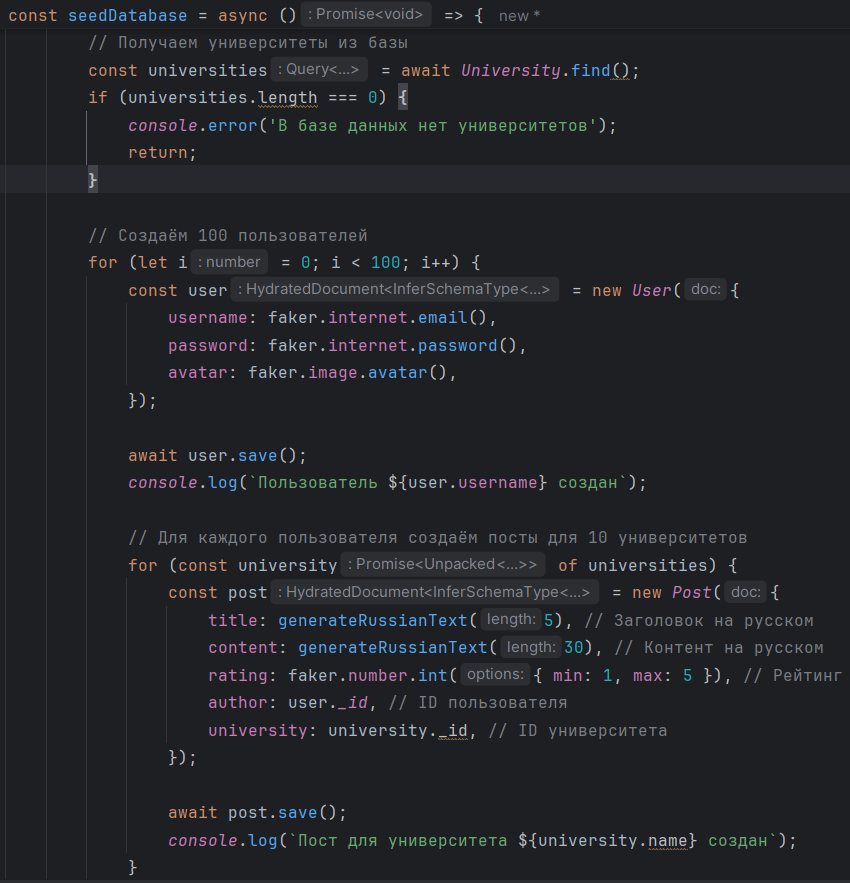 const seedDatabase = async () : Promise<void> => { new *
// Получаем университеты из базы
const universities : Query<...> = await University.find();
if (universities.length === 0) {
console.error('В базе данных нет университетов');
return;
}
// Создаём 100 пользователей
for (let i : number = 0; i < 100; i++) {
const user : HydratedDocument<InferSchemaType<...> = new User( doc: {
username: faker.internet.email(),
password: faker.internet.password(),
avatar: faker.image.avatar(),
});
await user.save();
console.log(`Пользователь ${user.username} создан`);
// Для каждого пользователя создаём посты для 10 университетов
for (const university : Promise<Unpacked<...>> of universities) {
const post : HydratedDocument<InferSchemaType<...> = new Post( doc: {
title: generateRussianText( length: 5), // Заголовок на русском
content: generateRussianText( length: 30), // Контент на русском
rating: faker.number.int( options: { min: 1, max: 5 }), // Рейтинг
author: user._id, // ID пользователя
university: university._id, // ID университета
});
await post.save();
console.log(`Пост для университета ${university.name} создан`);
}